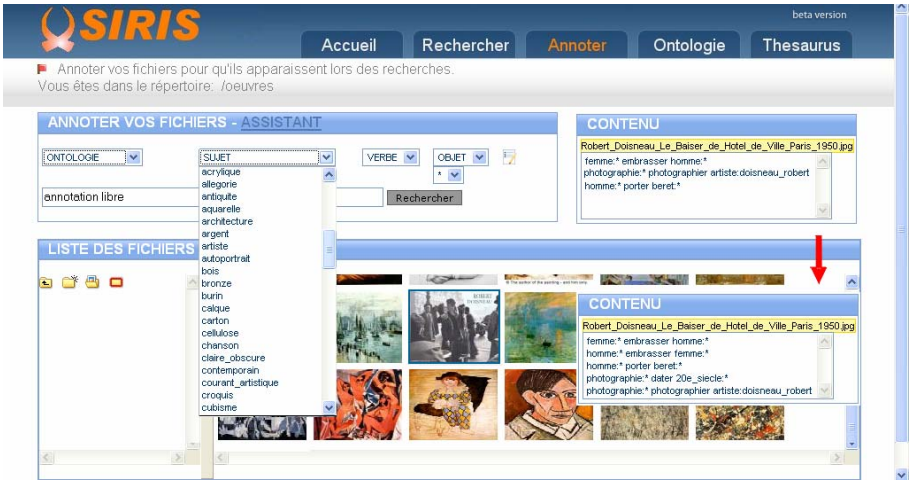 beta version
SIRIS
Accueil
Rechercher
Annoter
Ontologie
Thesaurus
Annoter vos fichiers pour qu'ils apparaissent lors des recherches.
Vous êtes dans le répertoire: /oeuvres
ANNOTER VOS FICHIERS - ASSISTANT
ONTOLOGIE
SUJET
VERBE
OBJET
*
annotation libre
Rechercher
acrylique
allegorie
antiquite
aquarelle
architecture
argent
artiste
autoportrait
bois
bronze
burin
calque
carton
cellulose
chanson
claire_obscure
contemporain
courant_artistique
croquis
cubisme
CONTENU
Robert_Doisneau_Le_Baiser_de_Hotel_de_Ville_Paris_1950.jpg
femme:* embrasser homme:*
photographie:* photographier artiste:doisneau_robert
homme:* porter beret:*
LISTE DES FICHIERS
CONTENU
Robert_Doisneau_Le_Baiser_de_Hotel_de_Ville_Paris_1950.jpg
femme:* embrasser homme:*
homme:* embrasser femme:*
homme:* porter beret:*
photographie:* dater 20e_siecle:*
photographie:* photographier artiste:doisneau_robert